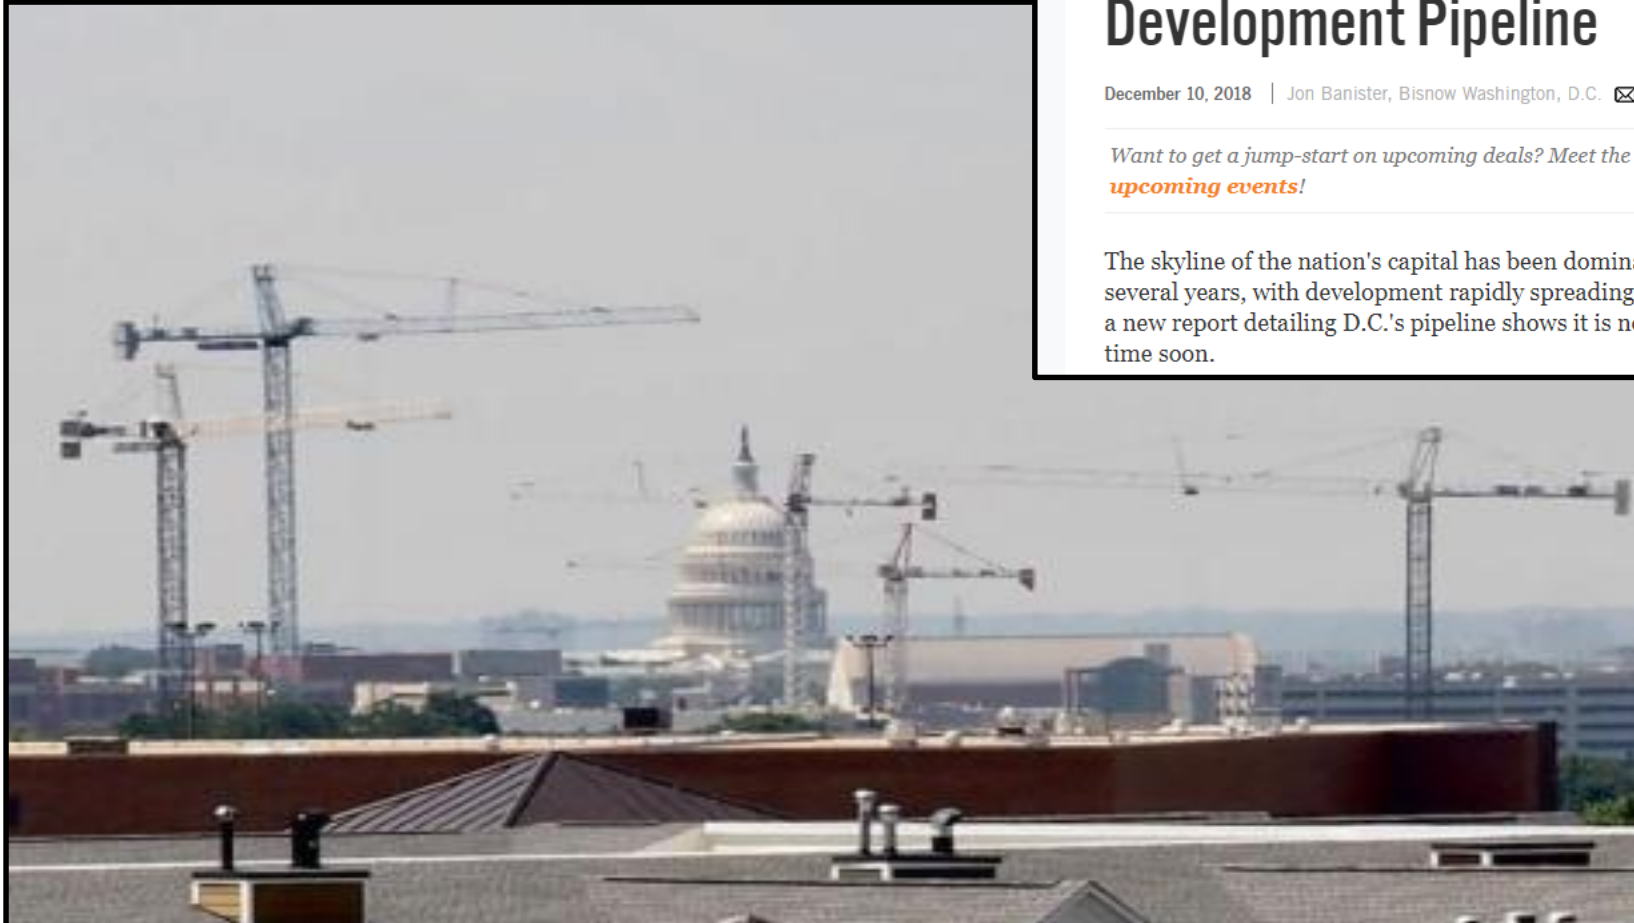 Development Pipeline
December 10, 2018 | Jon Banister, Bisnow Washington, D.C.
Want to get a jump-start on upcoming deals? Meet the
upcoming events!
The skyline of the nation's capital has been
several years, with development rapidly spreading
a new report detailing D.C.'s pipeline shows it is
time soon.